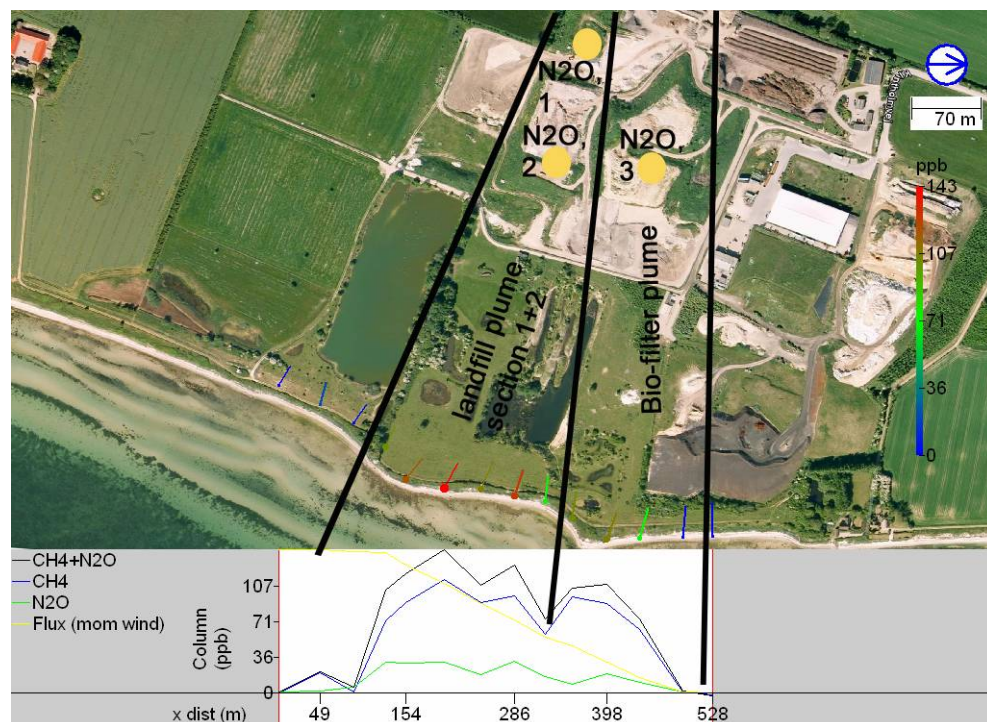 N2O,
1
N2O,
2
N2O,
3
70 m
ppb
143
107
71
36
0
landfill plume
section 1+2
Bio-filter plume
CH4+N2O
CH4
N2O
Flux (mom wind)
Column
(ppb)
107
71
36
0
x dist (m)
49
154
286
398
528